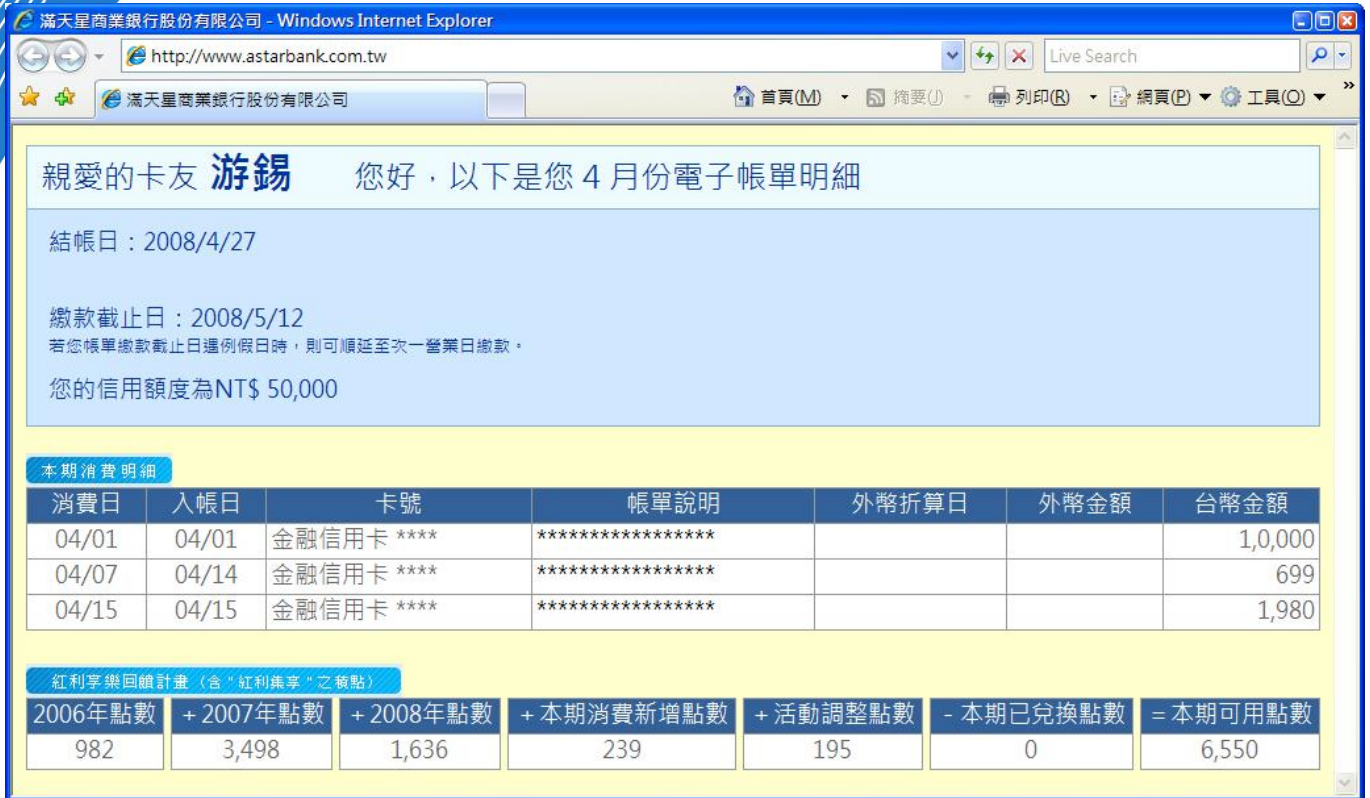 滿天星商業銀行股份有限公司 - Windows Internet Explorer
http://www.astarbank.com.tw
Live Search
滿天星商業銀行股份有限公司
首頁(M) 摘要(J) 列印(R) 網頁(P) 工具(O) »
親愛的卡友 游錫 您好，以下是您 4 月份電子帳單明細
結帳日：2008/4/27
繳款截止日：2008/5/12
若您帳單繳款截止日遇例假日時，則可順延至次一營業日繳款。
您的信用額度為NT$ 50,000
本期消費明細
消費日 入帳日 卡號 帳單說明 外幣折算日 外幣金額 台幣金額
04/01 04/01 金融信用卡 **** ***************** 1,0,000
04/07 04/14 金融信用卡 **** ***************** 699
04/15 04/15 金融信用卡 **** ***************** 1,980
紅利享樂回饋計畫（含"紅利集享"之積點）
2006年點數 + 2007年點數 + 2008年點數 + 本期消費新增點數 + 活動調整點數 - 本期已兌換點數 = 本期可用點數
982 3,498 1,636 239 195 0 6,550